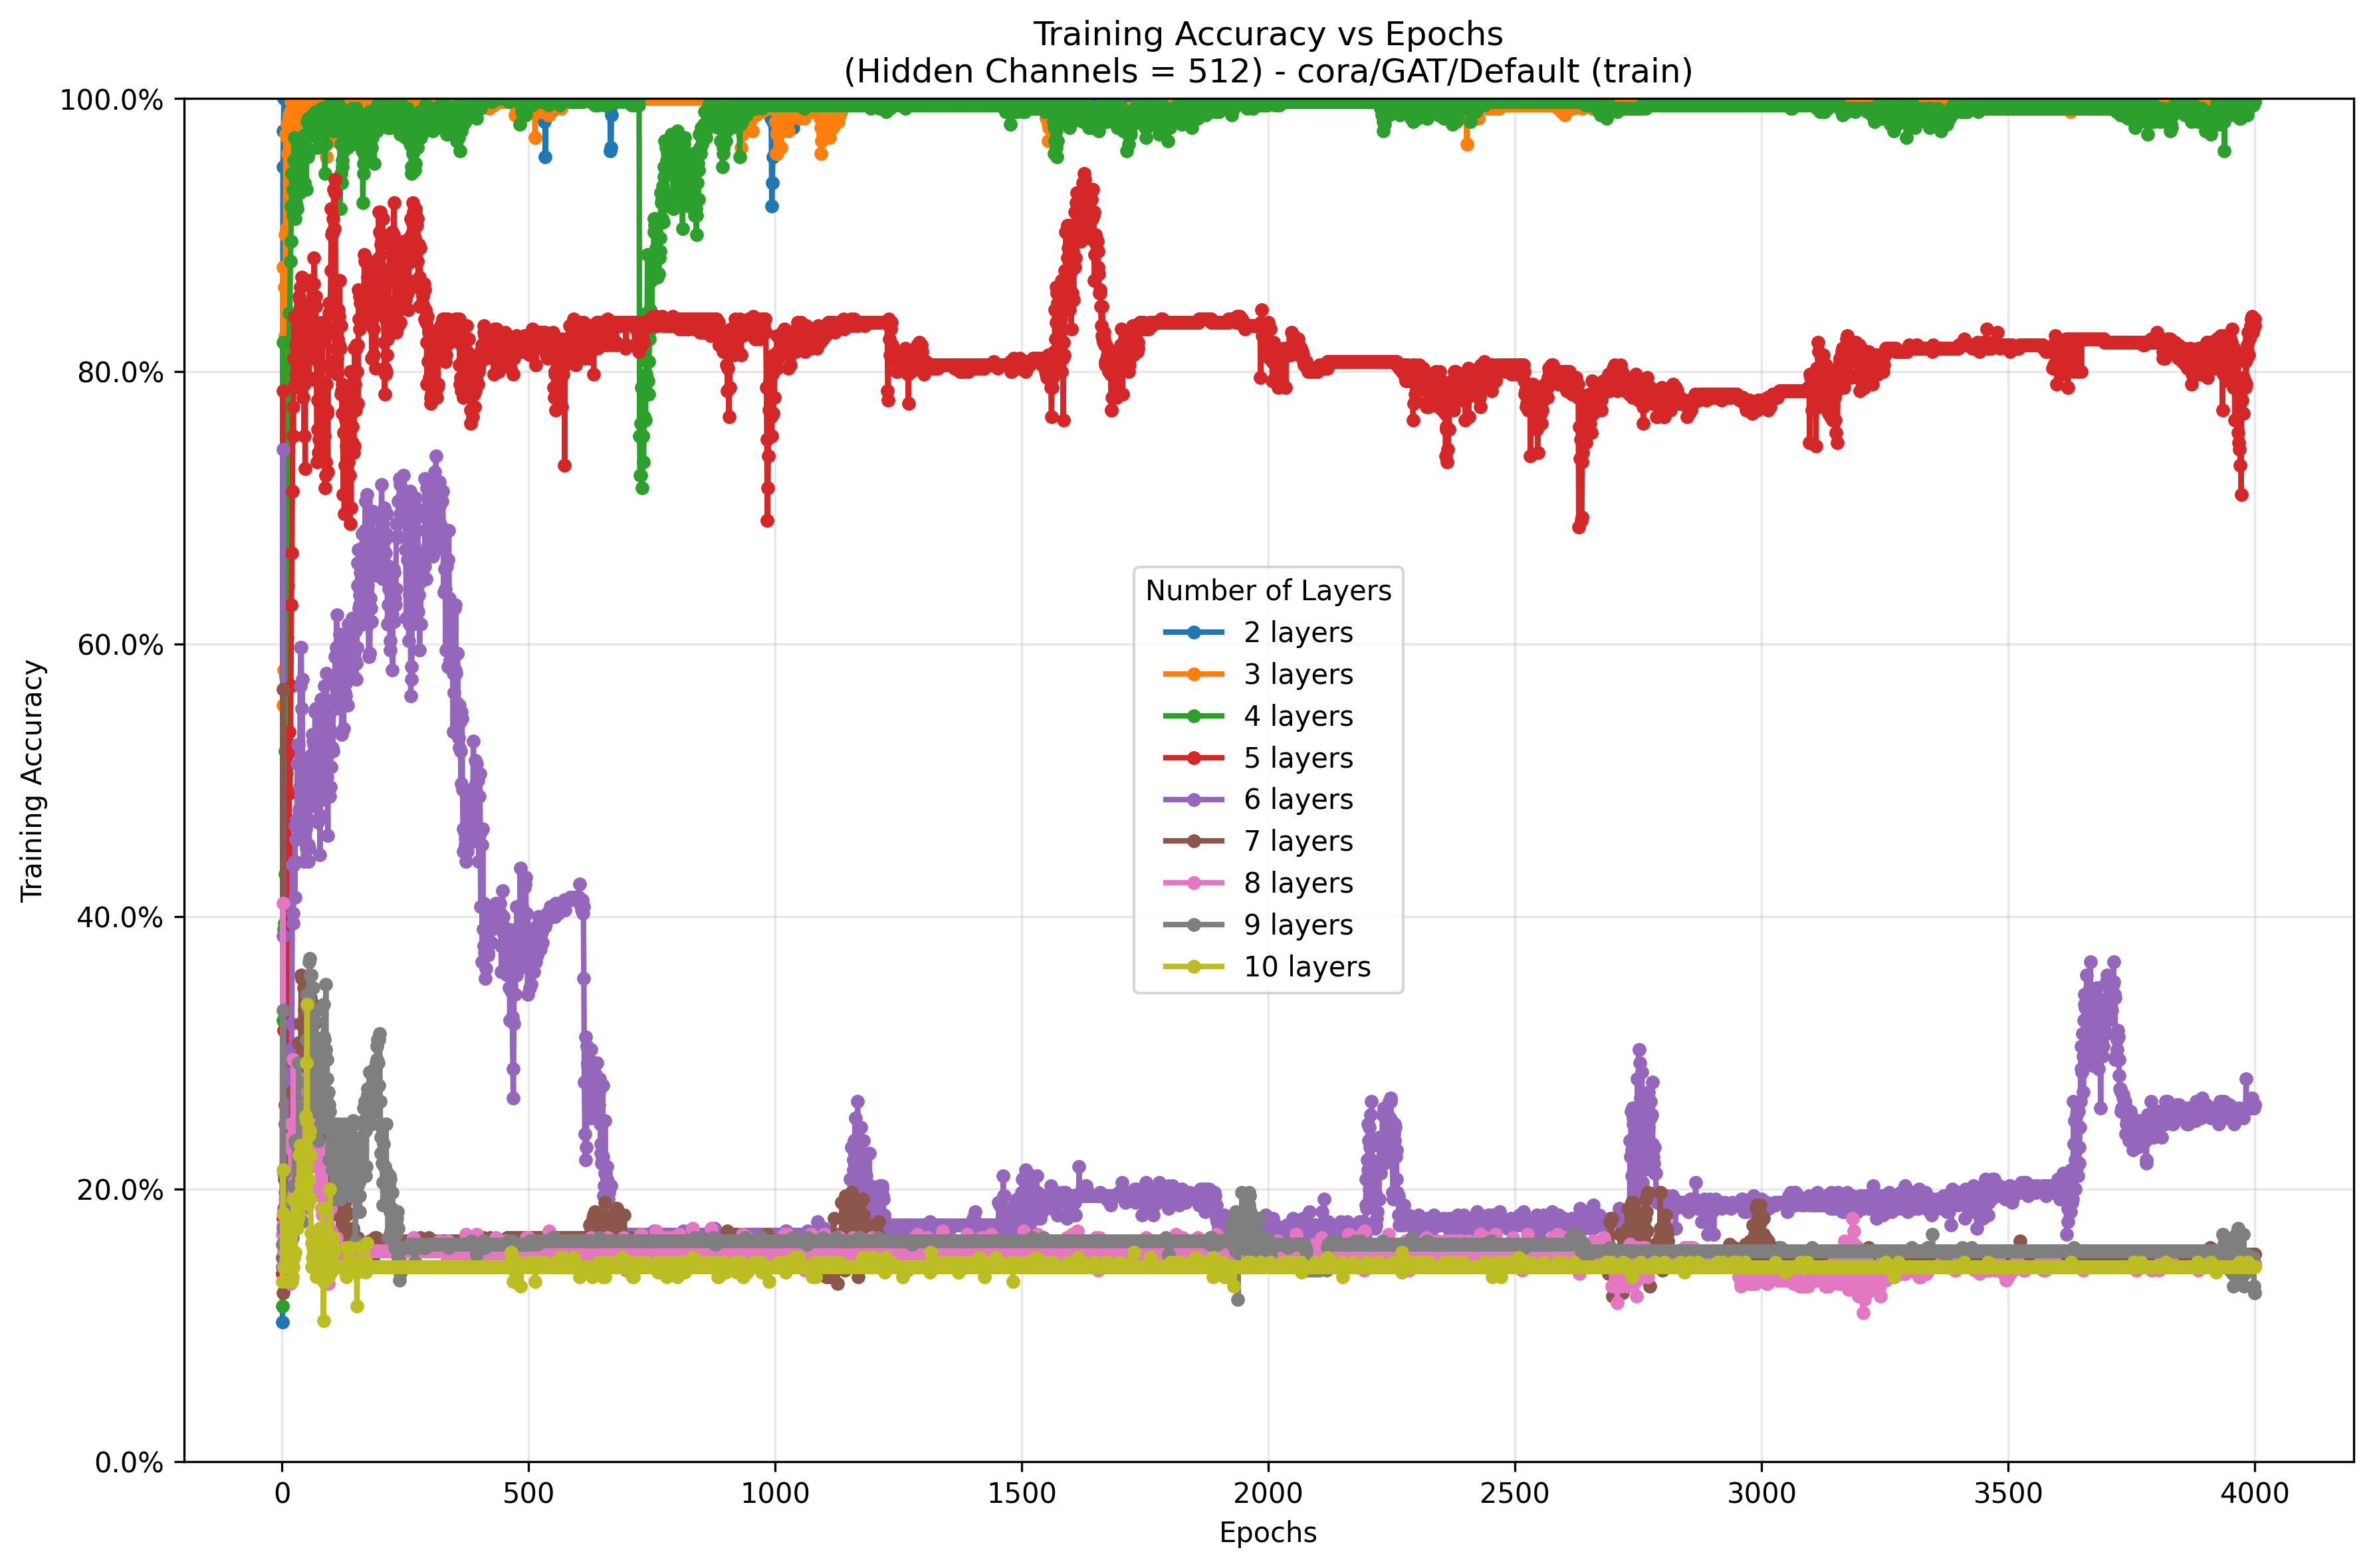 Training Accuracy vs Epochs
(Hidden Channels = 512) - cora/GAT/Default (train)
100.0%
80.0%
60.0%
40.0%
20.0%
0.0%
Training Accuracy
Number of Layers
2 layers
3 layers
4 layers
5 layers
6 layers
7 layers
8 layers
9 layers
10 layers
0 500 1000 1500 2000 2500 3000 3500 4000
Epochs